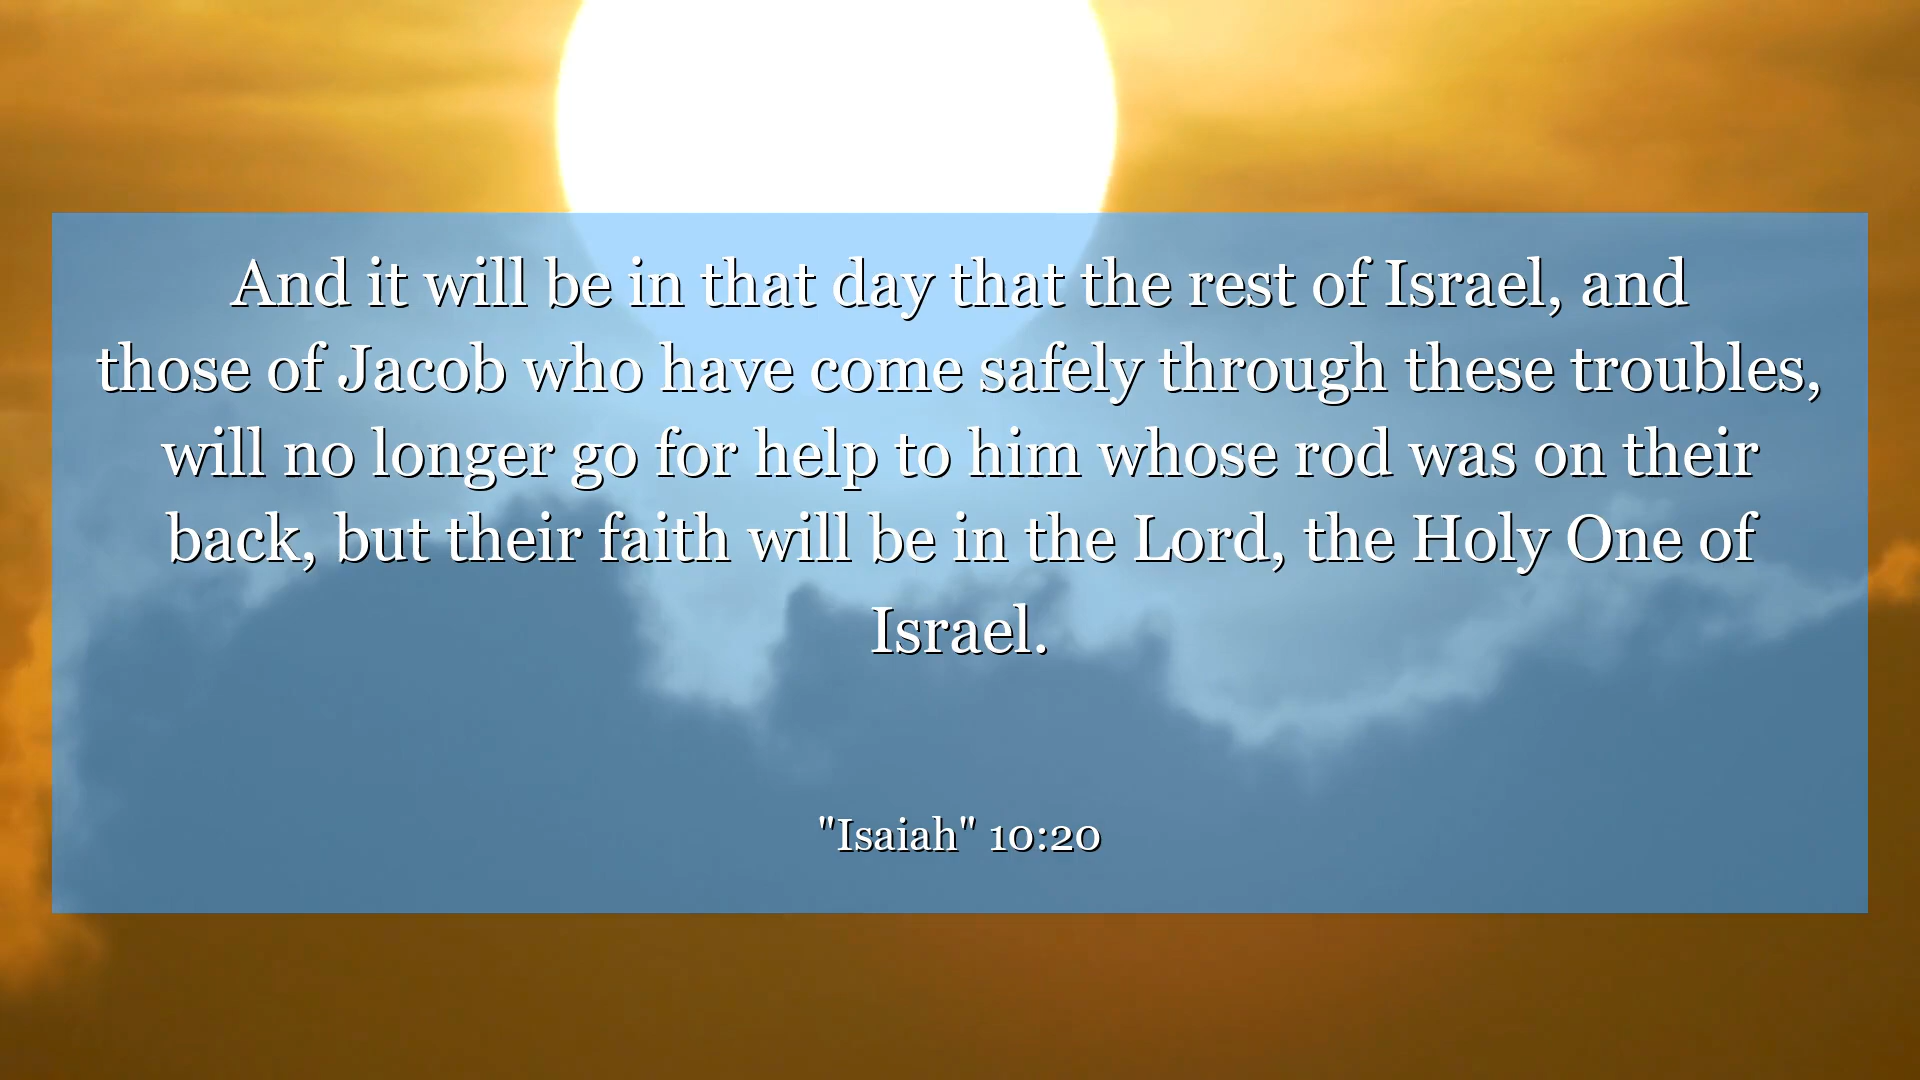 And it will be in that day that the rest of Israel, and
those of Jacob who have come safely through these troubles,
will no longer go for help to him whose rod was on their
back, but their faith will be in the Lord, the Holy One of
Israel.
"Isaiah" 10:20